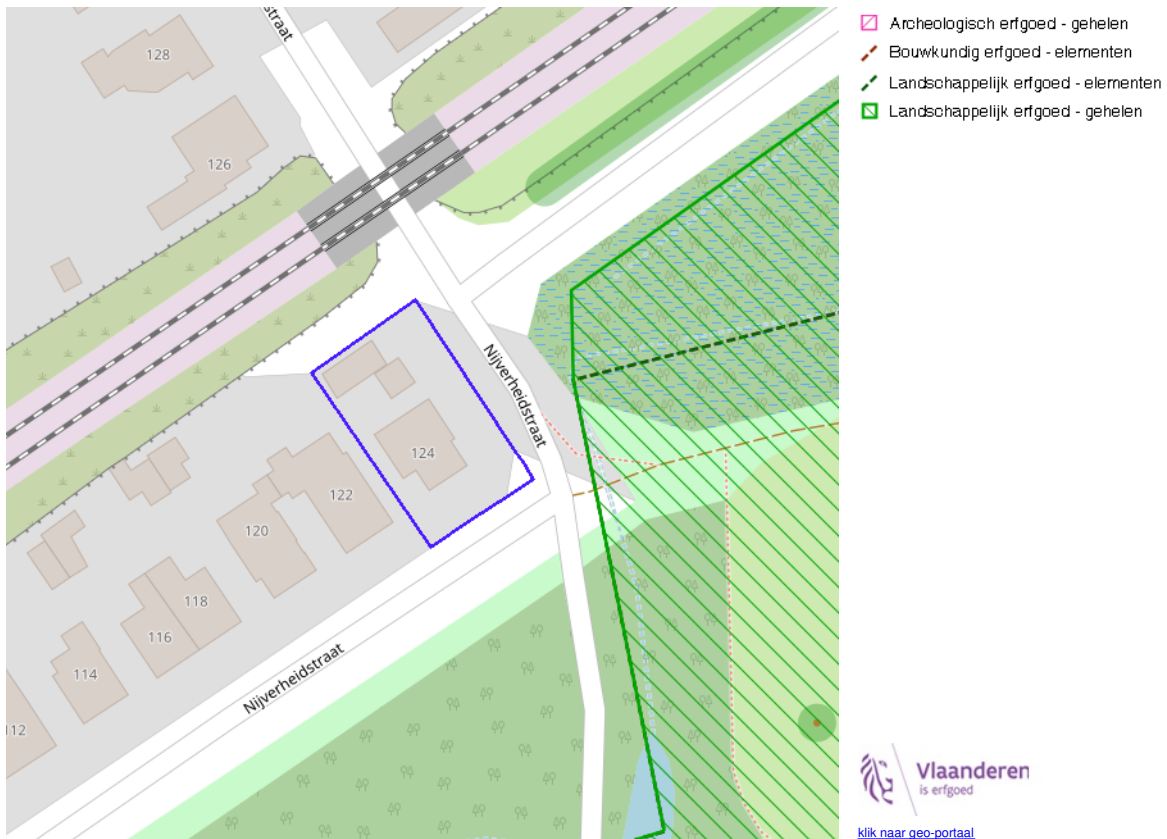 straat
128
126
Nijverheidstraat
124
122
120
118
116
114
112
Nijverheidstraat
Archeologisch erfgoed - gehelen
Bouwkundig erfgoed - elementen
Landschappelijk erfgoed - elementen
Landschappelijk erfgoed - gehelen
Vlaanderen
is erfgoed
klik naar geo-portaal